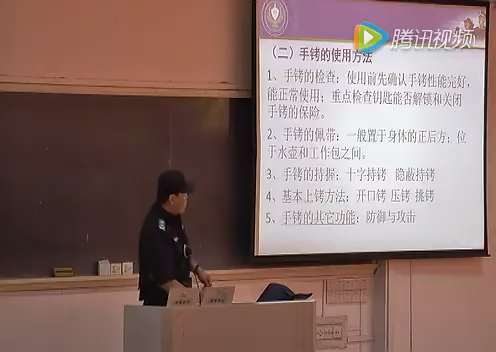 腾讯视频
（二）手铐的使用方法
1、手铐的检查：使用前先确认手铐性能完好，
能正常使用；重点检查钥匙能否解锁和关闭
手铐的保险。
2、手铐的佩带：一般置于身体的正后方；位
于水壶和工作包之间。
3、手铐的持握：十字持铐 隐蔽持铐
4、基本上铐方法：开口铐 压铐 挑铐
5、手铐的其它功能：防御与攻击